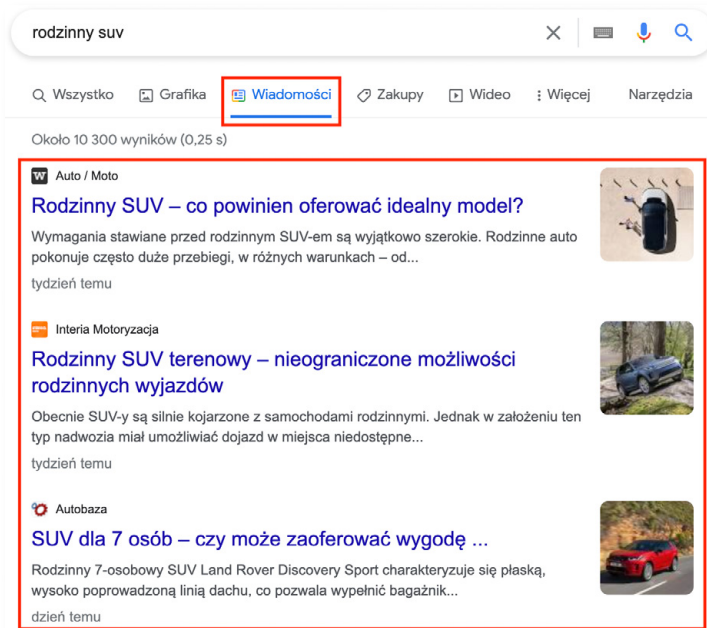 rodzinny suv
Wszystko Grafika Wiadomości Zakupy Wideo Więcej Narzędzia
Około 10 300 wyników (0,25 s)
W Auto / Moto
Rodzinny SUV – co powinien oferować idealny model?
Wymagania stawiane przed rodzinnym SUV-em są wyjątkowo szerokie. Rodzinne auto
pokonuje często duże przebiegi, w różnych warunkach – od...
tydzień temu
Interia Motoryzacja
Rodzinny SUV terenowy – nieograniczone możliwości
rodzinnych wyjazdów
Obecnie SUV-y są silnie kojarzone z samochodami rodzinnymi. Jednak w założeniu ten
typ nadwozia miał umożliwiać dojazd w miejsca niedostępne...
tydzień temu
Autobaza
SUV dla 7 osób – czy może zaoferować wygodę ...
Rodzinny 7-osobowy SUV Land Rover Discovery Sport charakteryzuje się płaską,
wysoko poprowadzoną linią dachu, co pozwala wypełnić bagażnik...
dzień temu